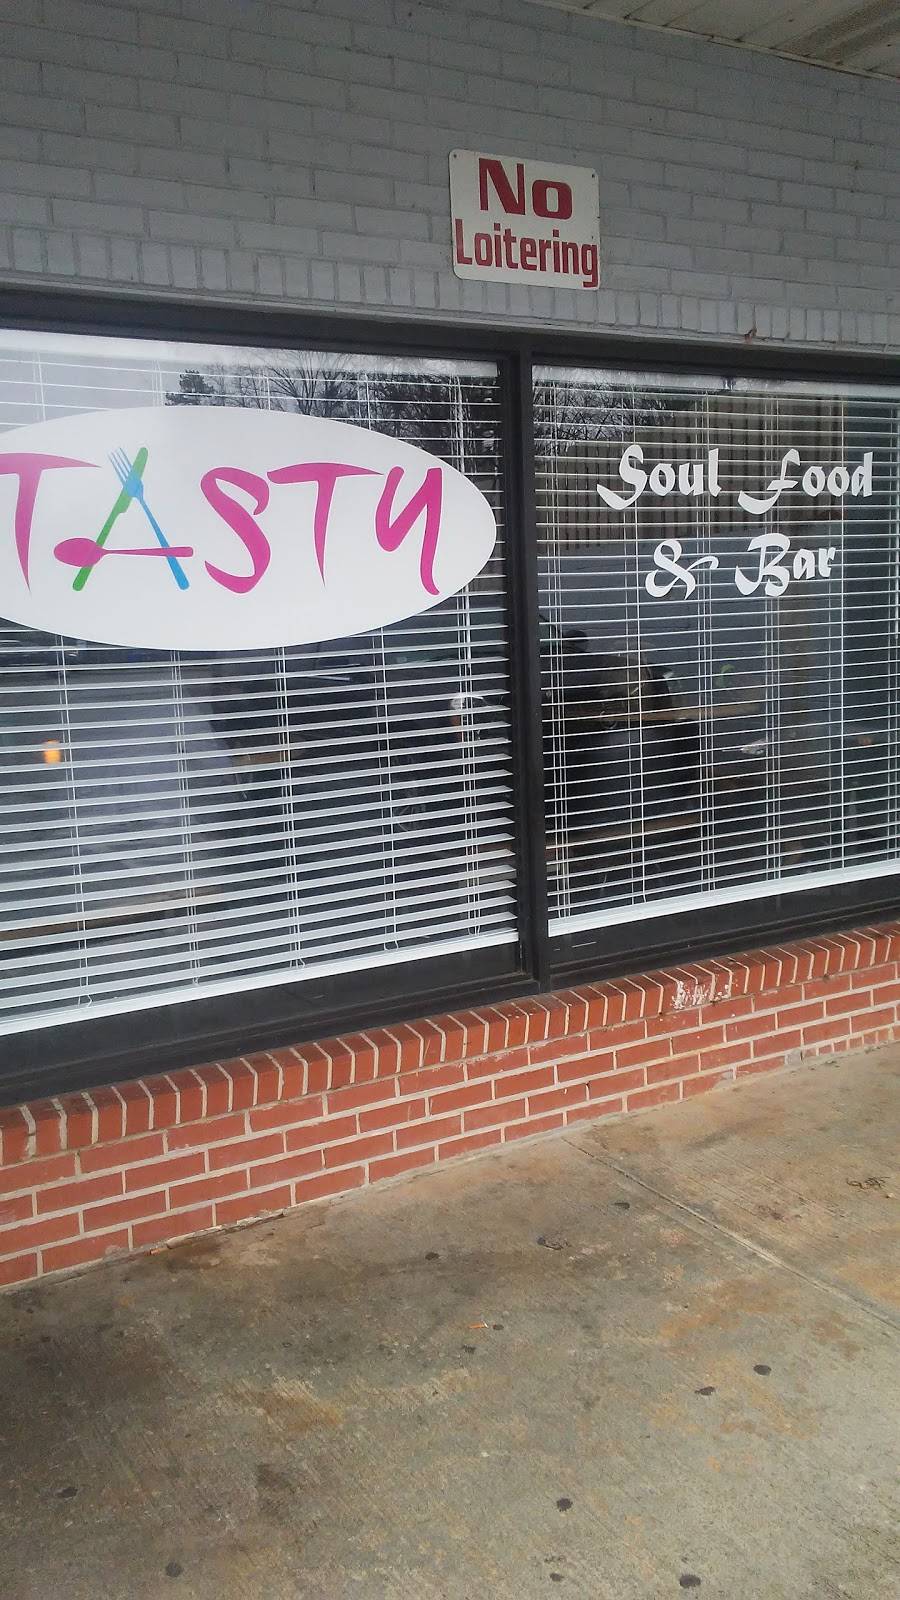 No
Loitering
TASTY
Soul Food
& Bar